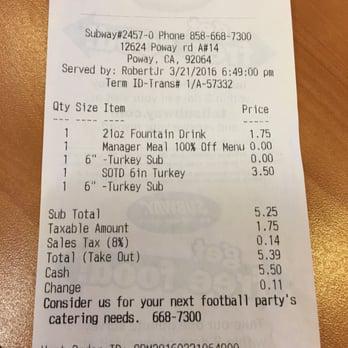 Subway#2457-0 Phone 858-668-7300
12624 Poway rd A#14
Poway, CA, 92064
Served by: RobertJr 3/21/2016 6:49:00 pm
Term ID-Trans# 1/A-57332
Qty Size Item Price
1 21oz Fountain Drink 1.75
1 Manager Meal 100% Off Menu 0.00
1 6" -Turkey Sub 0.00
1 SOTD 6in Turkey 3.50
1 6" -Turkey Sub
Sub Total 5.25
Taxable Amount 1.75
Sales Tax (8%) 0.14
Total (Take Out) 5.39
Cash 5.50
Change 0.11
Consider us for your next football party's
catering needs. 668-7300